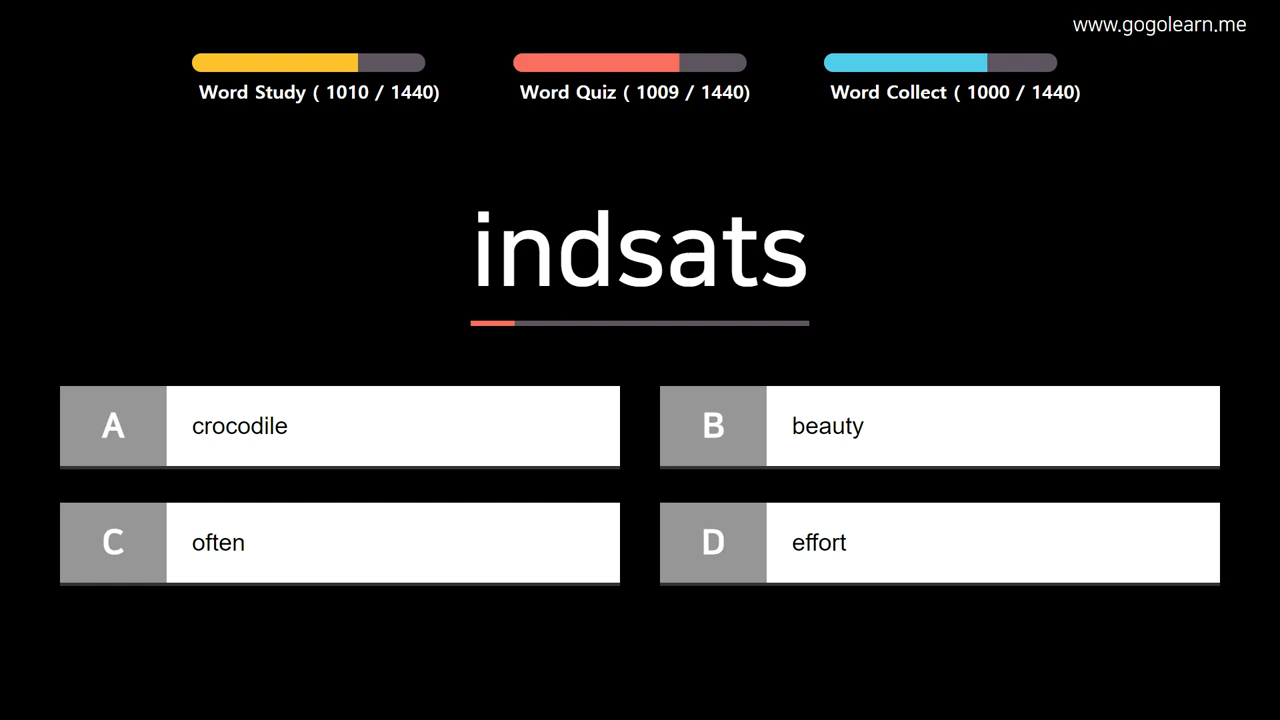 www.gogolearn.me
Word Study ( 1010 / 1440)
Word Quiz ( 1009 / 1440)
Word Collect ( 1000 / 1440)
indsats
A crocodile
B beauty
C often
D effort